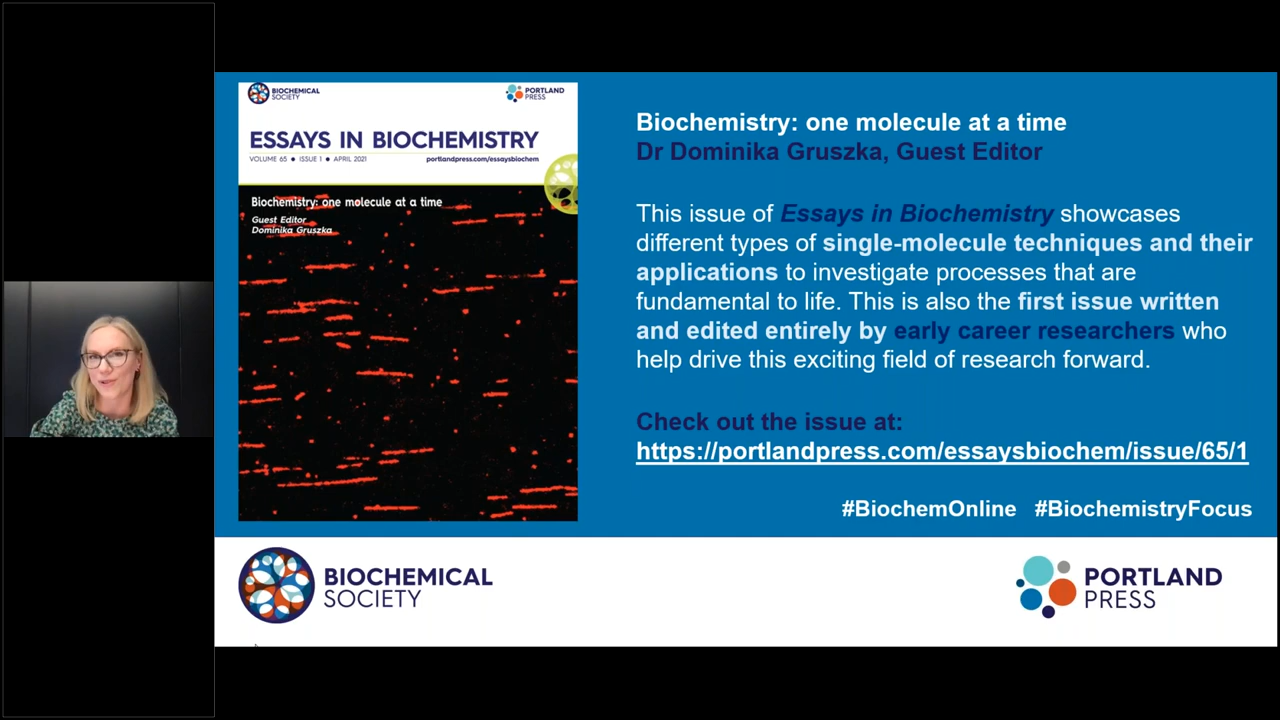 BIOCHEMICAL
SOCIETY
PORTLAND
PRESS
ESSAYS IN BIOCHEMISTRY
VOLUME 65 ● ISSUE 1 ● APRIL 2021
portlandpress.com/essaysbiochem
Biochemistry: one molecule at a time
Guest Editor
Dominika Gruszka
Biochemistry: one molecule at a time
Dr Dominika Gruszka, Guest Editor
This issue of Essays in Biochemistry showcases
different types of single-molecule techniques and their
applications to investigate processes that are
fundamental to life. This is also the first issue written
and edited entirely by early career researchers who
help drive this exciting field of research forward.
Check out the issue at:
https://portlandpress.com/essaysbiochem/issue/65/1
#BiochemOnline #BiochemistryFocus
BIOCHEMICAL
SOCIETY
PORTLAND
PRESS